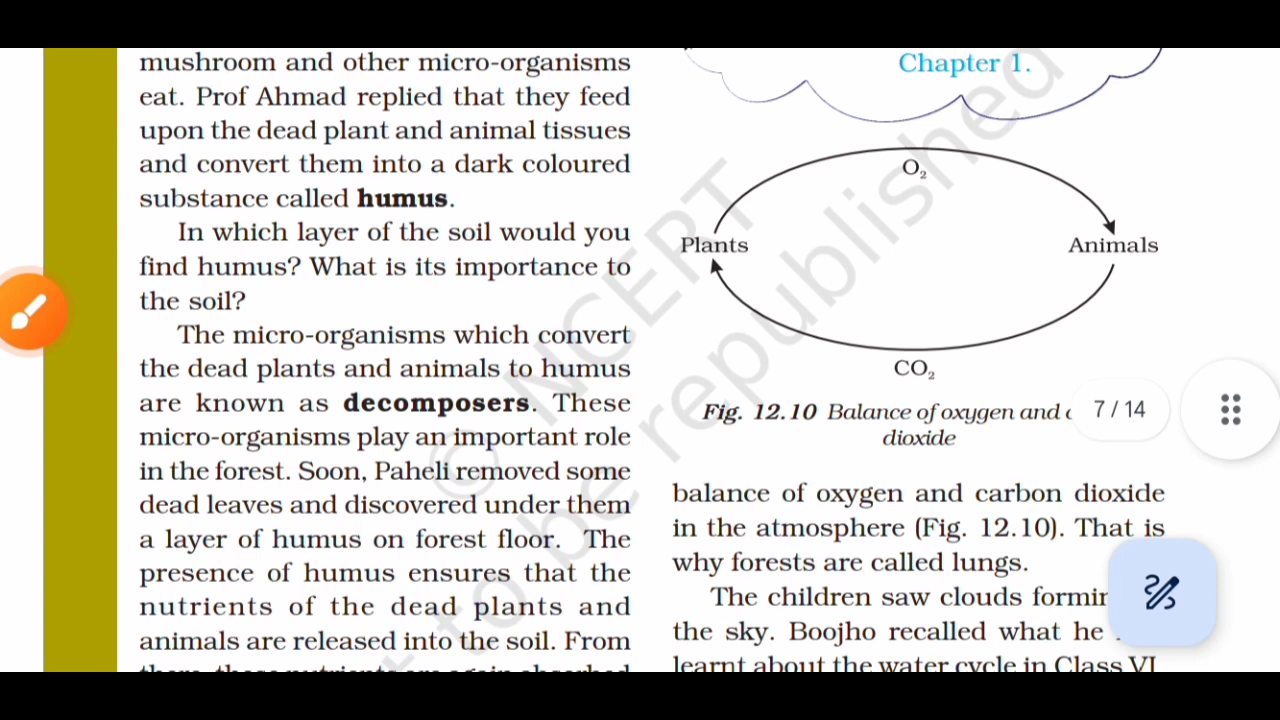 mushroom and other micro-organisms
eat. Prof Ahmad replied that they feed
upon the dead plant and animal tissues
and convert them into a dark coloured
substance called humus.
In which layer of the soil would you
find humus? What is its importance to
the soil?
The micro-organisms which convert
the dead plants and animals to humus
are known as decomposers. These
micro-organisms play an important role
in the forest. Soon, Paheli removed some
dead leaves and discovered under them
a layer of humus on forest floor. The
presence of humus ensures that the
nutrients of the dead plants and
animals are released into the soil. From
there, these nutrients are again absorbed
Chapter 1.
O₂
Plants
Animals
CO₂
Fig. 12.10 Balance of oxygen and
dioxide
7 / 14
balance of oxygen and carbon dioxide
in the atmosphere (Fig. 12.10). That is
why forests are called lungs.
The children saw clouds
the sky. Boojho recalled what he
learnt about the water cycle in Class VI
© NCERT
to be republished